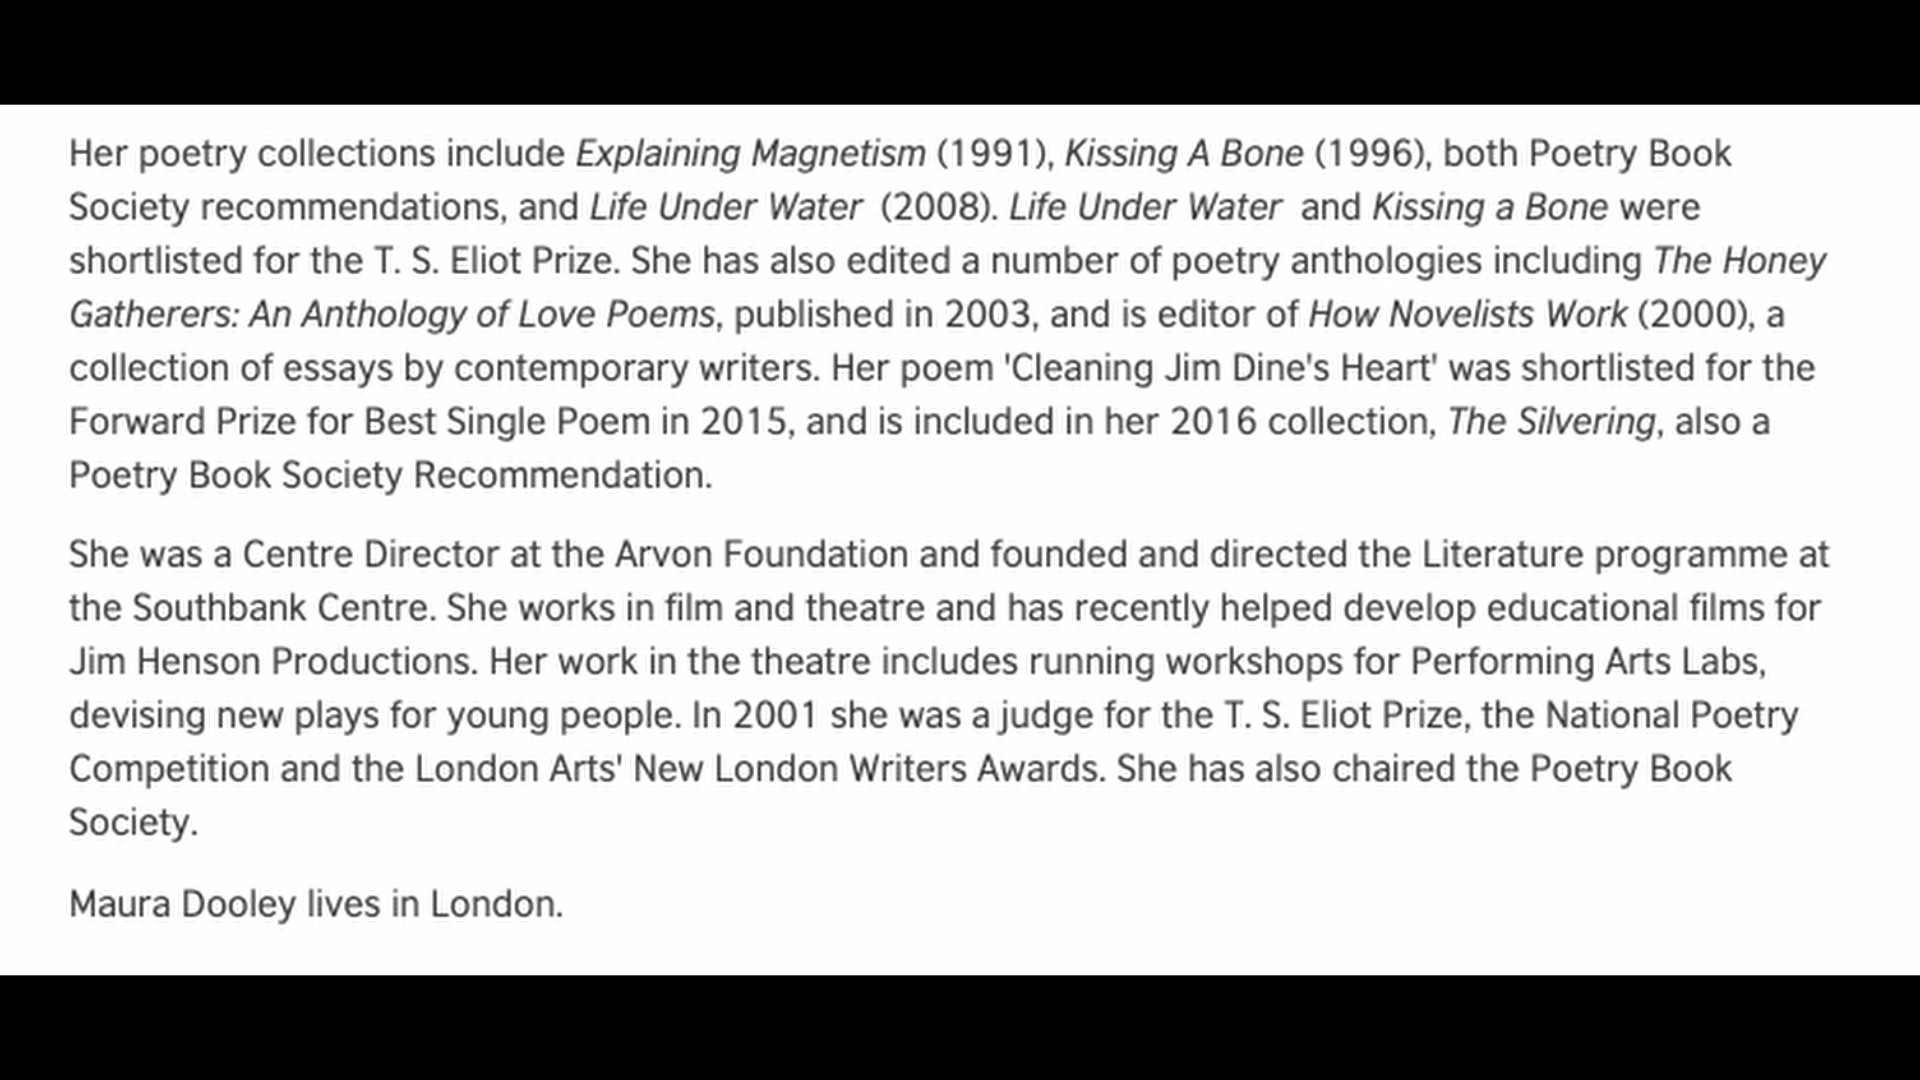 Her poetry collections include Explaining Magnetism (1991), Kissing A Bone (1996), both Poetry Book
Society recommendations, and Life Under Water (2008). Life Under Water and Kissing a Bone were
shortlisted for the T. S. Eliot Prize. She has also edited a number of poetry anthologies including The Honey
Gatherers: An Anthology of Love Poems, published in 2003, and is editor of How Novelists Work (2000), a
collection of essays by contemporary writers. Her poem 'Cleaning Jim Dine's Heart' was shortlisted for the
Forward Prize for Best Single Poem in 2015, and is included in her 2016 collection, The Silvering, also a
Poetry Book Society Recommendation.
She was a Centre Director at the Arvon Foundation and founded and directed the Literature programme at
the Southbank Centre. She works in film and theatre and has recently helped develop educational films for
Jim Henson Productions. Her work in the theatre includes running workshops for Performing Arts Labs,
devising new plays for young people. In 2001 she was a judge for the T. S. Eliot Prize, the National Poetry
Competition and the London Arts' New London Writers Awards. She has also chaired the Poetry Book
Society.
Maura Dooley lives in London.